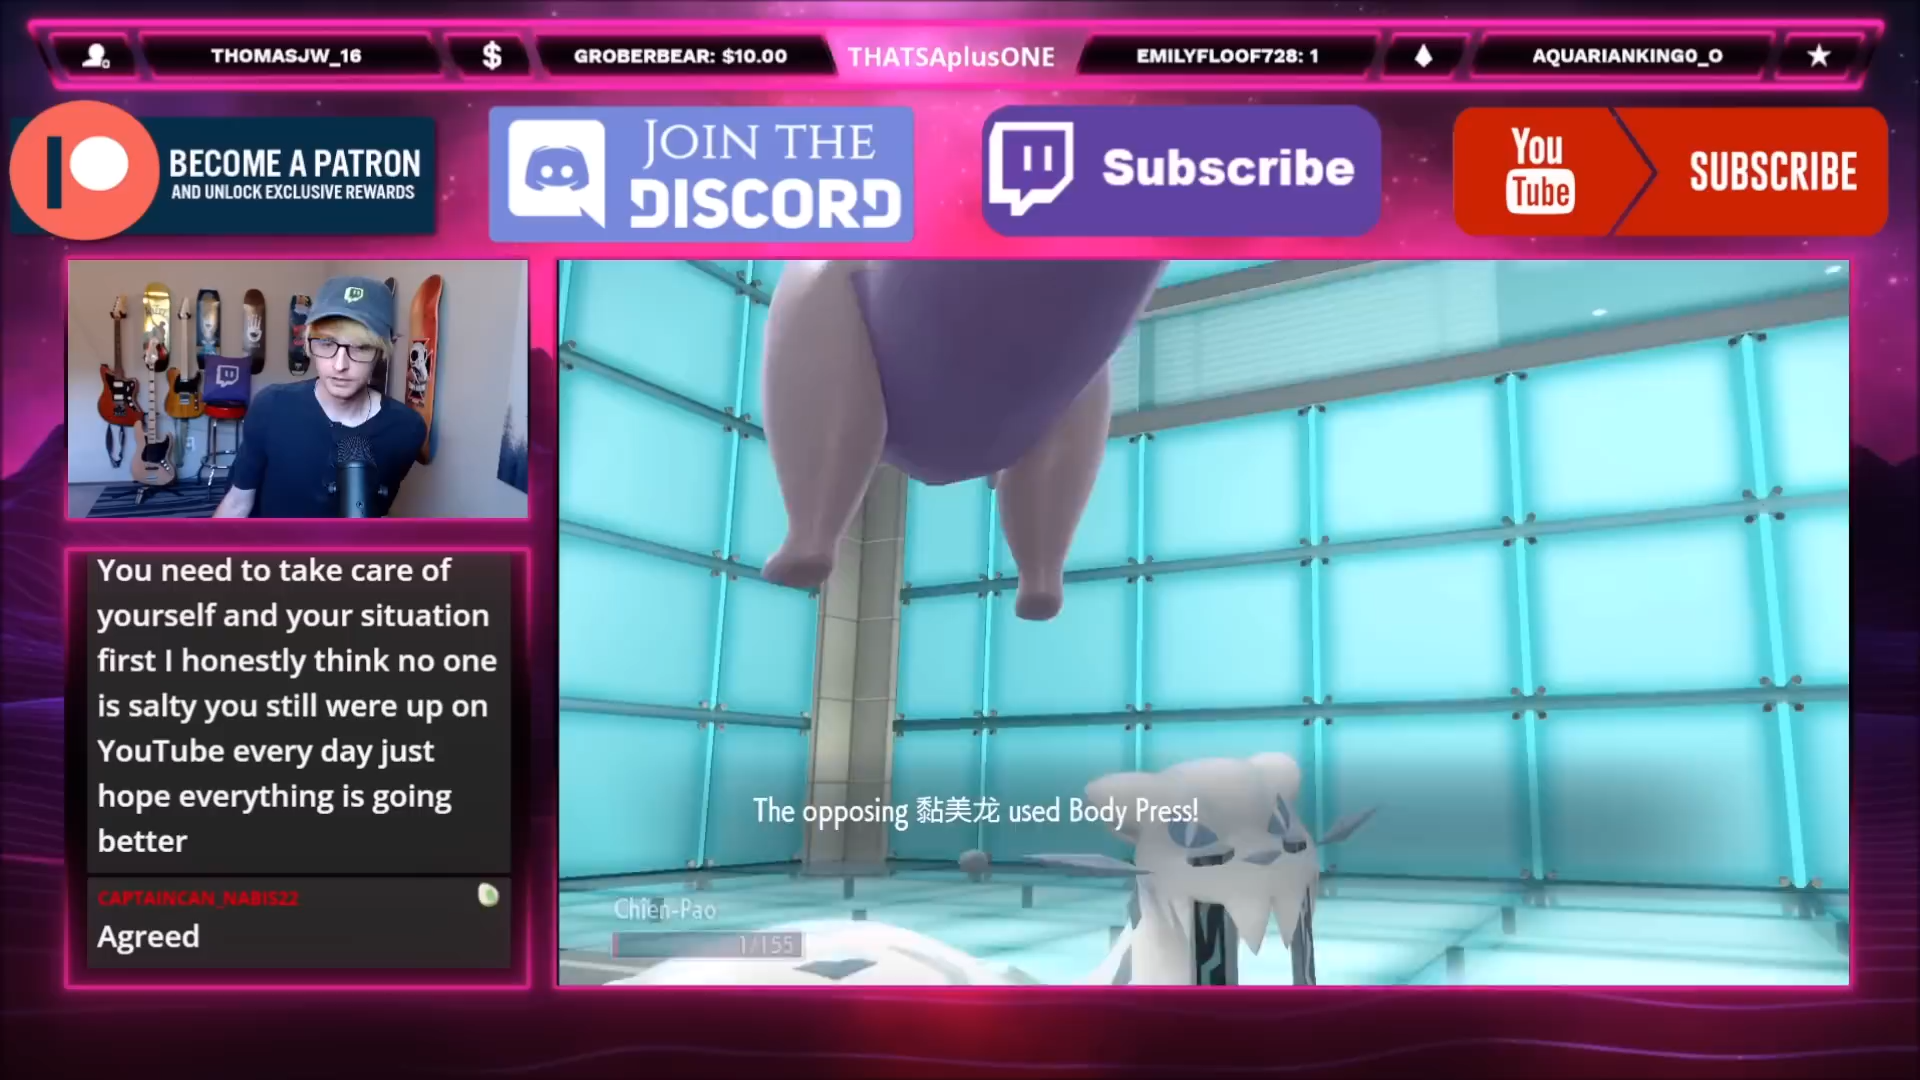 THOMASJW_16
$
GROBERBEAR: $10.00
THATSAplusONE
EMILYFLOOF728: 1
AQUARIANKING0_O
BECOME A PATRON
AND UNLOCK EXCLUSIVE REWARDS
JOIN THE
DISCORD
Subscribe
You
Tube
SUBSCRIBE
You need to take care of
yourself and your situation
first I honestly think no one
is salty you still were up on
YouTube every day just
hope everything is going
better
CAPTAINCAN_NABIS22
Agreed
The opposing 黏美龙 used Body Press!
Chien-Pao
1/155